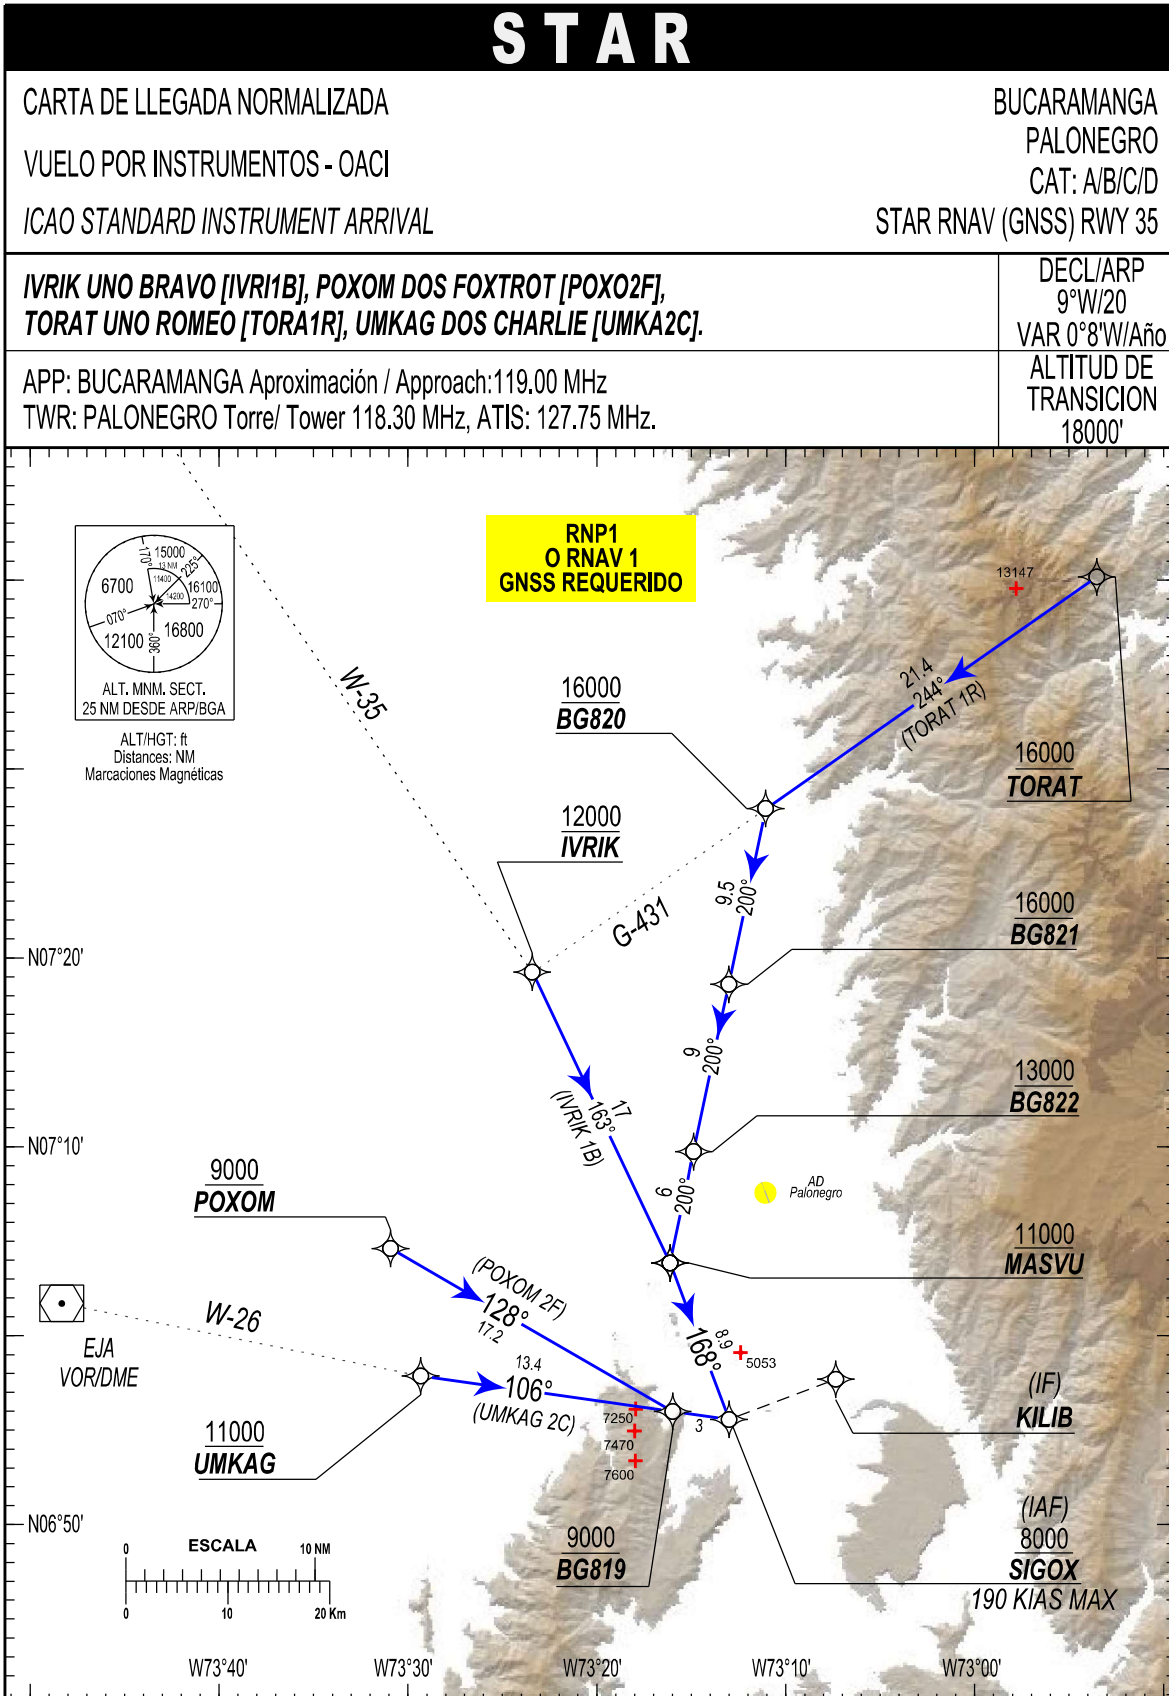 STAR
CARTA DE LLEGADA NORMALIZADA
VUELO POR INSTRUMENTOS - OACI
ICAO STANDARD INSTRUMENT ARRIVAL
BUCARAMANGA
PALONEGRO
CAT: A/B/C/D
STAR RNAV (GNSS) RWY 35
IVRIK UNO BRAVO [IVRI1B], POXOM DOS FOXTROT [POXO2F],
TORAT UNO ROMEO [TORA1R], UMKAG DOS CHARLIE [UMKA2C].
DECL/ARP
9°W/20
VAR 0°8'W/Año
APP: BUCARAMANGA Aproximación / Approach:119.00 MHz
TWR: PALONEGRO Torre/ Tower 118.30 MHz, ATIS: 127.75 MHz.
ALTITUD DE
TRANSICION
18000'
RNP1
O RNAV 1
GNSS REQUERIDO
170°
15000
13 NM
225°
11400
6700
16100
14200
270°
070°
12100
360°
16800
ALT. MNM. SECT.
25 NM DESDE ARP/BGA
ALT/HGT: ft
Distances: NM
Marcaciones Magnéticas
W-35
13147
21.4
244°
(TORAT 1R)
16000
BG820
16000
TORAT
12000
IVRIK
G-431
9.5
200°
16000
BG821
N07°20'
9
200°
13000
BG822
17
163°
(IVRIK 1B)
N07°10'
6
200°
AD
Palonegro
9000
POXOM
11000
MASVU
(POXOM 2F)
128°
17.2
W-26
EJA
VOR/DME
8.9
168°
5053
13.4
106°
(UMKAG 2C)
(IF)
KILIB
3
7250
7470
7600
11000
UMKAG
N06°50'
(IAF)
8000
SIGOX
190 KIAS MAX
9000
BG819
ESCALA
0
10 NM
0
10
20 Km
W73°40'
W73°30'
W73°20'
W73°10'
W73°00'